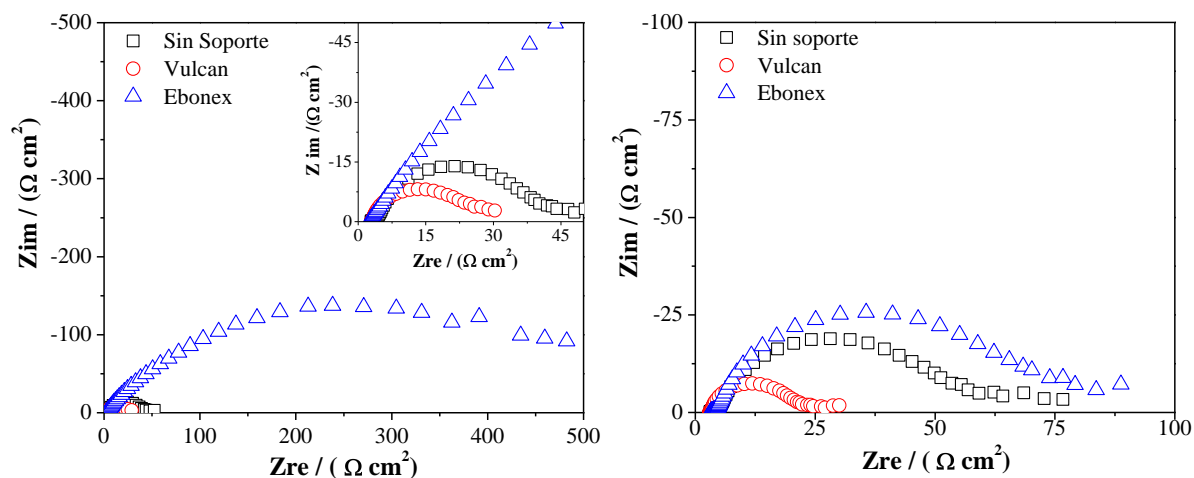 -500
-400
-300
-200
-100
0
Zim / (Ω cm²)
Sin Soporte
Vulcan
Ebonex
-45
-30
-15
0
Z im /(Ω cm²)
15 30 45
Zre / (Ω cm²)
0 100 200 300 400 500
Zre / ( Ω cm²)
-100
-75
-50
-25
0
Zim / (Ω cm²)
Sin soporte
Vulcan
Ebonex
0 25 50 75 100
Zre / ( Ω cm²)